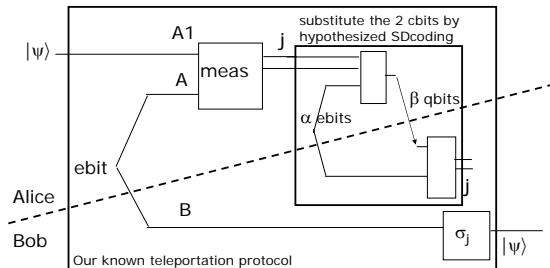 substitute the 2 cbits by
hypothesized SDcoding
A1
j
|ψ⟩
meas
A
β qbits
α ebits
ebit
j
Alice
B
Bob
σj
|ψ⟩
Our known teleportation protocol